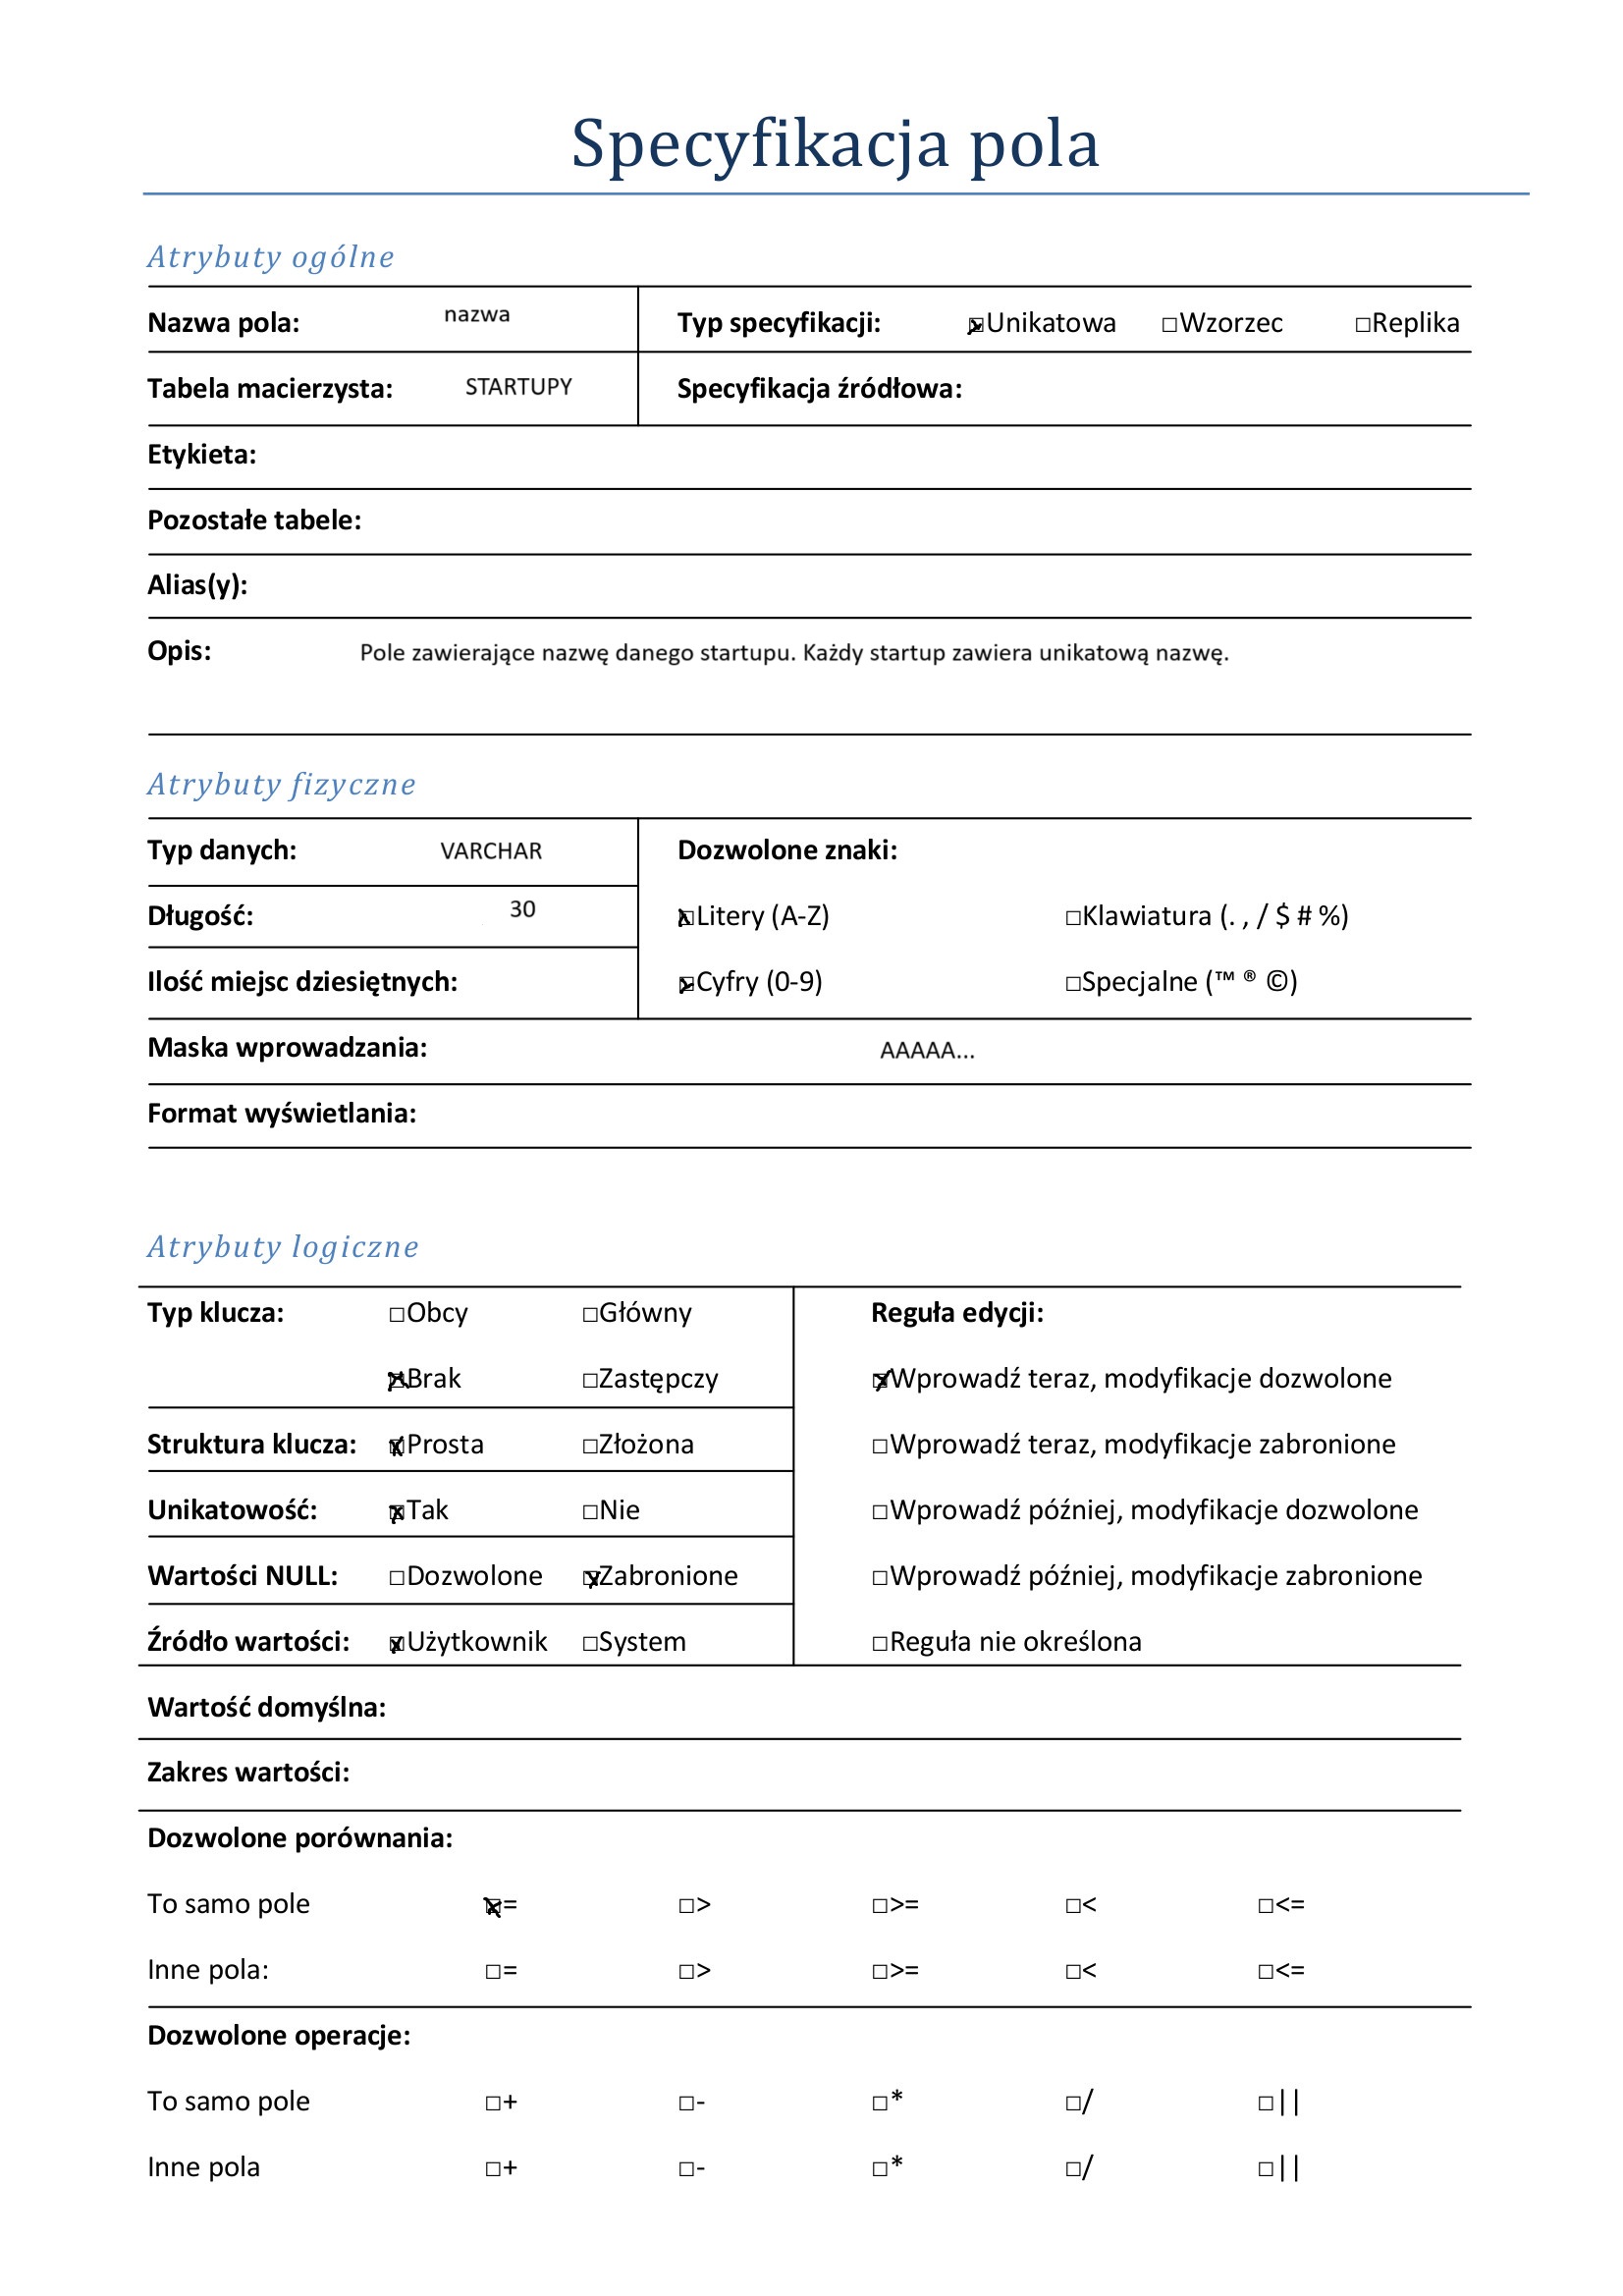 Specyfikacja pola
Atrybuty ogólne
Nazwa pola: nazwa Typ specyfikacji: ☒Unikatowa □Wzorzec □Replika
Tabela macierzysta: STARTUPY Specyfikacja źródłowa:
Etykieta:
Pozostałe tabele:
Alias(y):
Opis: Pole zawierające nazwę danego startupu. Każdy startup zawiera unikatową nazwę.
Atrybuty fizyczne
Typ danych: VARCHAR Dozwolone znaki:
Długość: 30 ☒Litery (A-Z) □Klawiatura (. , / $ # %)
Ilość miejsc dziesiętnych: ☒Cyfry (0-9) □Specjalne (™ ® ©)
Maska wprowadzania: AAAAA...
Format wyświetlania:
Atrybuty logiczne
Typ klucza: □Obcy □Główny Reguła edycji:
☒Brak □Zastępczy ☒Wprowadź teraz, modyfikacje dozwolone
Struktura klucza: ☒Prosta □Złożona □Wprowadź teraz, modyfikacje zabronione
Unikatowość: ☒Tak □Nie □Wprowadź później, modyfikacje dozwolone
Wartości NULL: □Dozwolone ☒Zabronione □Wprowadź później, modyfikacje zabronione
Źródło wartości: ☒Użytkownik □System □Reguła nie określona
Wartość domyślna:
Zakres wartości:
Dozwolone porównania:
To samo pole ☒= □> □>= □< □<=
Inne pola: □= □> □>= □< □<=
Dozwolone operacje:
To samo pole □+ □- □* □/ □||
Inne pola □+ □- □* □/ □||